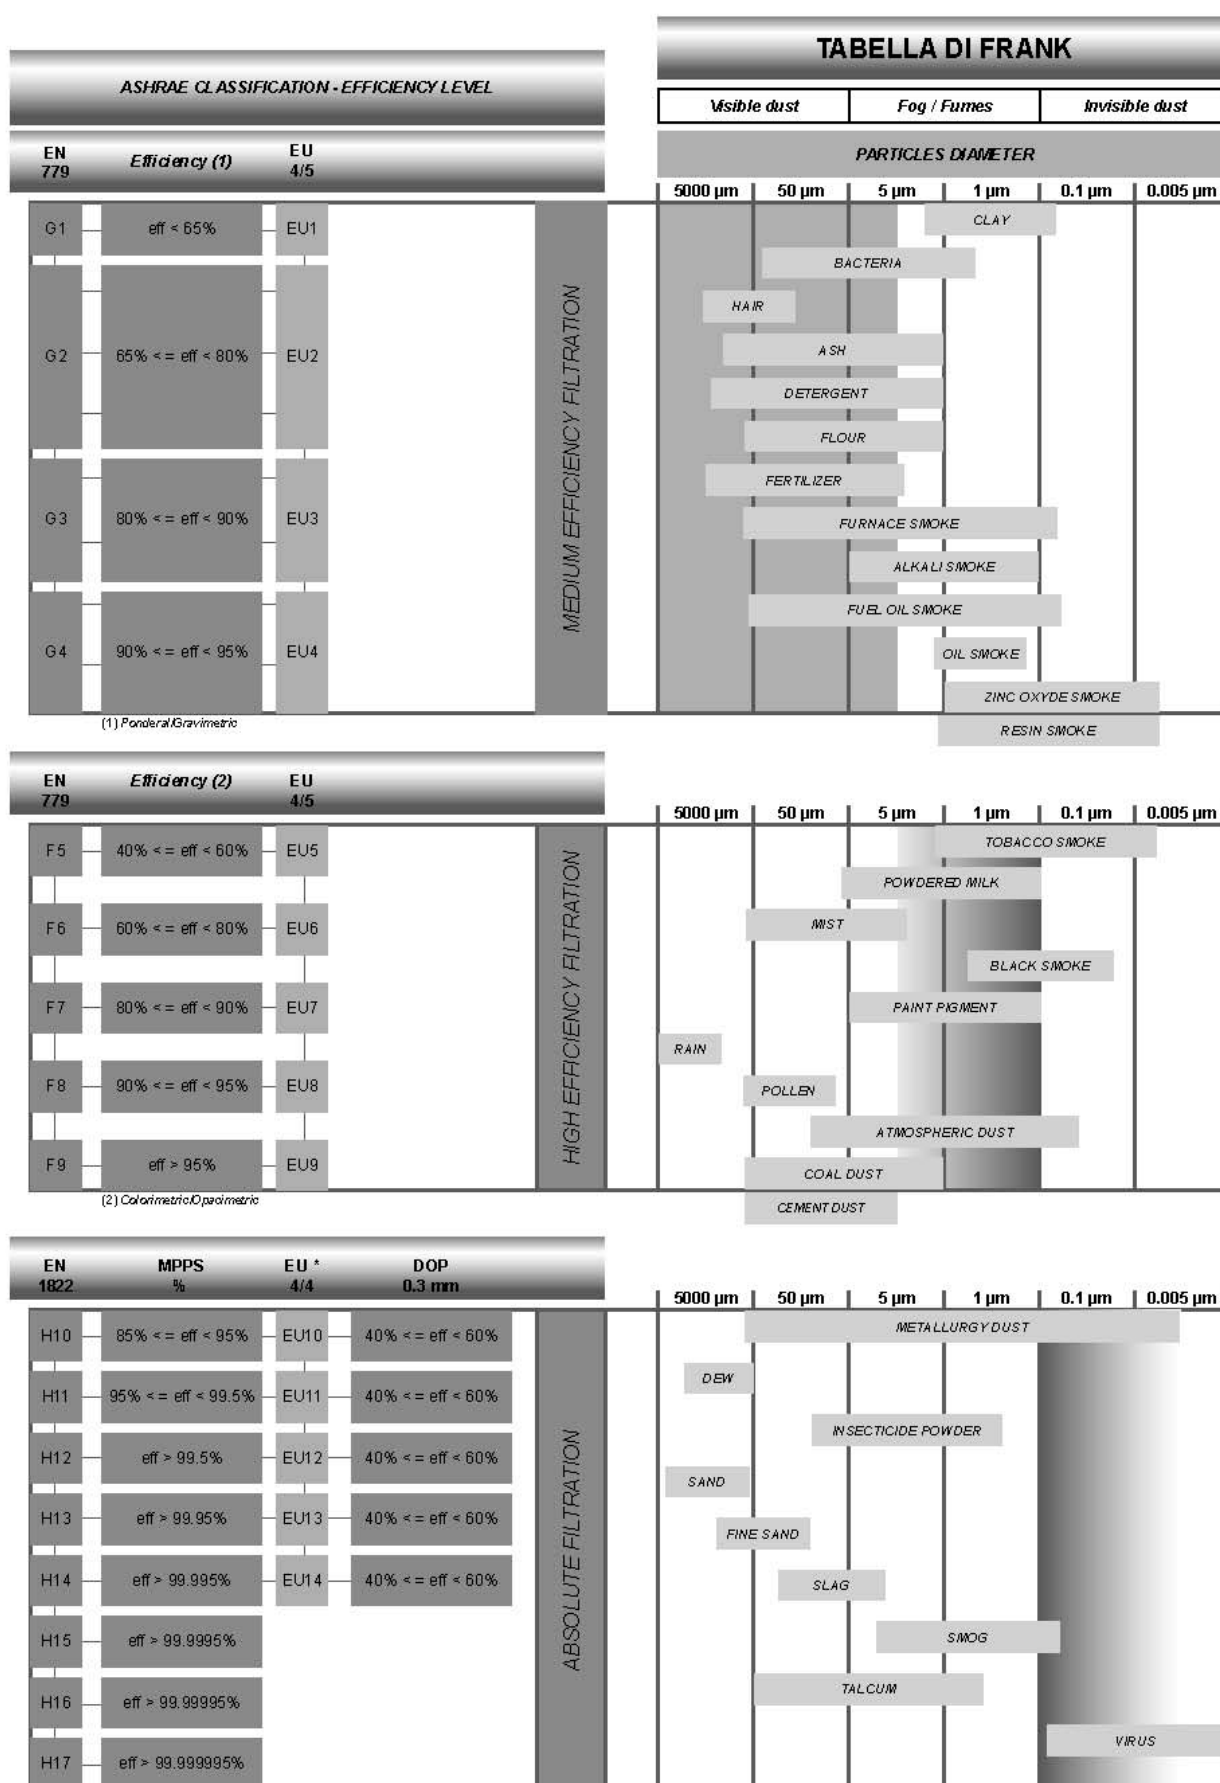 TABELLA DI FRANK
ASHRAE CLASSIFICATION - EFFICIENCY LEVEL
Visible dust Fog / Fumes Invisible dust
EN 779 Efficiency (1) EU 4/5
PARTICLES DIAMETER
5000 µm 50 µm 5 µm 1 µm 0.1 µm 0.005 µm
G1 eff < 65% EU1
G2 65% < = eff < 80% EU2
G3 80% < = eff < 90% EU3
G4 90% < = eff < 95% EU4
(1) Ponderal/Gravimetric
MEDIUM EFFICIENCY FILTRATION
CLAY
BACTERIA
HAIR
ASH
DETERGENT
FLOUR
FERTILIZER
FURNACE SMOKE
ALKALI SMOKE
FUEL OIL SMOKE
OIL SMOKE
ZINC OXYDE SMOKE
RESIN SMOKE
EN 779 Efficiency (2) EU 4/5
5000 µm 50 µm 5 µm 1 µm 0.1 µm 0.005 µm
F5 40% < = eff < 60% EU5
F6 60% < = eff < 80% EU6
F7 80% < = eff < 90% EU7
F8 90% < = eff < 95% EU8
F9 eff > 95% EU9
(2) Colorimetric/Opacimetric
HIGH EFFICIENCY FILTRATION
TOBACCO SMOKE
POWDERED MILK
MIST
BLACK SMOKE
PAINT PIGMENT
RAIN
POLLEN
ATMOSPHERIC DUST
COAL DUST
CEMENT DUST
EN 1822 MPPS % EU * 4/4 DOP 0.3 mm
5000 µm 50 µm 5 µm 1 µm 0.1 µm 0.005 µm
H10 85% < = eff < 95% EU10 40% < = eff < 60%
H11 95% < = eff < 99.5% EU11 40% < = eff < 60%
H12 eff > 99.5% EU12 40% < = eff < 60%
H13 eff > 99.95% EU13 40% < = eff < 60%
H14 eff > 99.995% EU14 40% < = eff < 60%
H15 eff > 99.9995%
H16 eff > 99.99995%
H17 eff > 99.999995%
ABSOLUTE FILTRATION
METALLURGY DUST
DEW
INSECTICIDE POWDER
SAND
FINE SAND
SLAG
SMOG
TALCUM
VIRUS